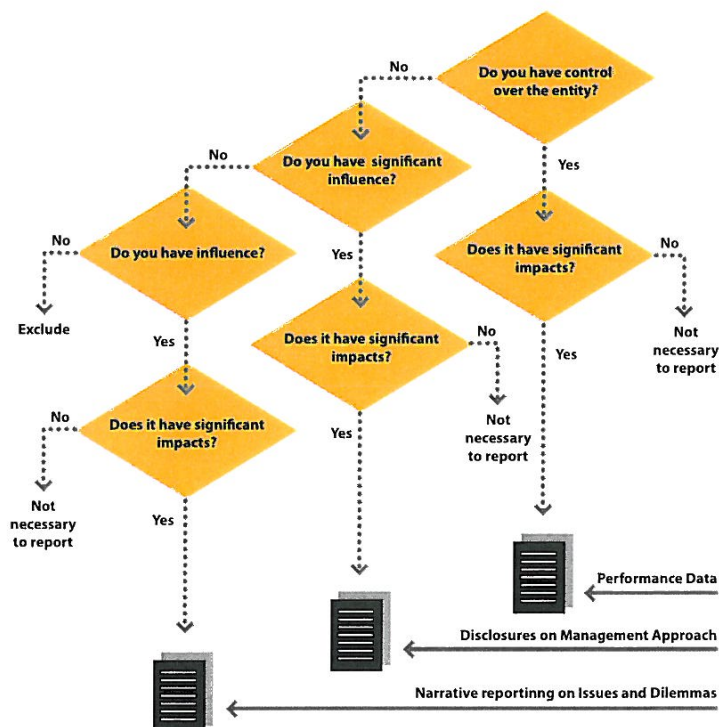 No
Do you have control
over the entity?
No
Do you have significant
influence?
Yes
No
Do you have influence?
Yes
Does it have significant
impacts?
No
Exclude
Yes
Does it have significant
impacts?
No
Yes
Not
necessary
to report
No
Does it have significant
impacts?
Yes
Not
necessary
to report
Not
necessary
to report
Yes
Performance Data
Disclosures on Management Approach
Narrative reportinng on Issues and Dilemmas